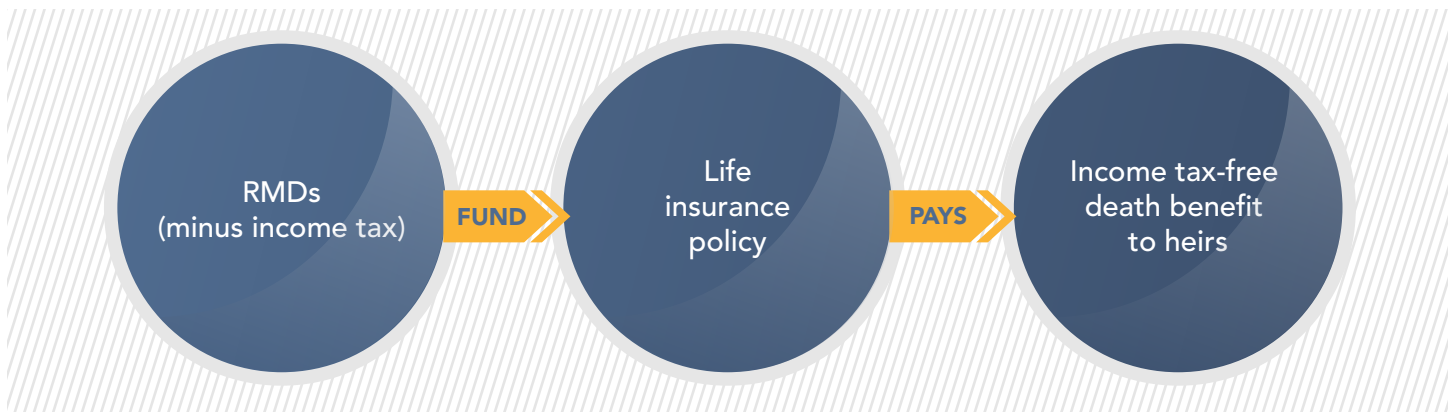 RMDs
(minus income tax)
FUND
Life
insurance
policy
PAYS
Income tax-free
death benefit
to heirs